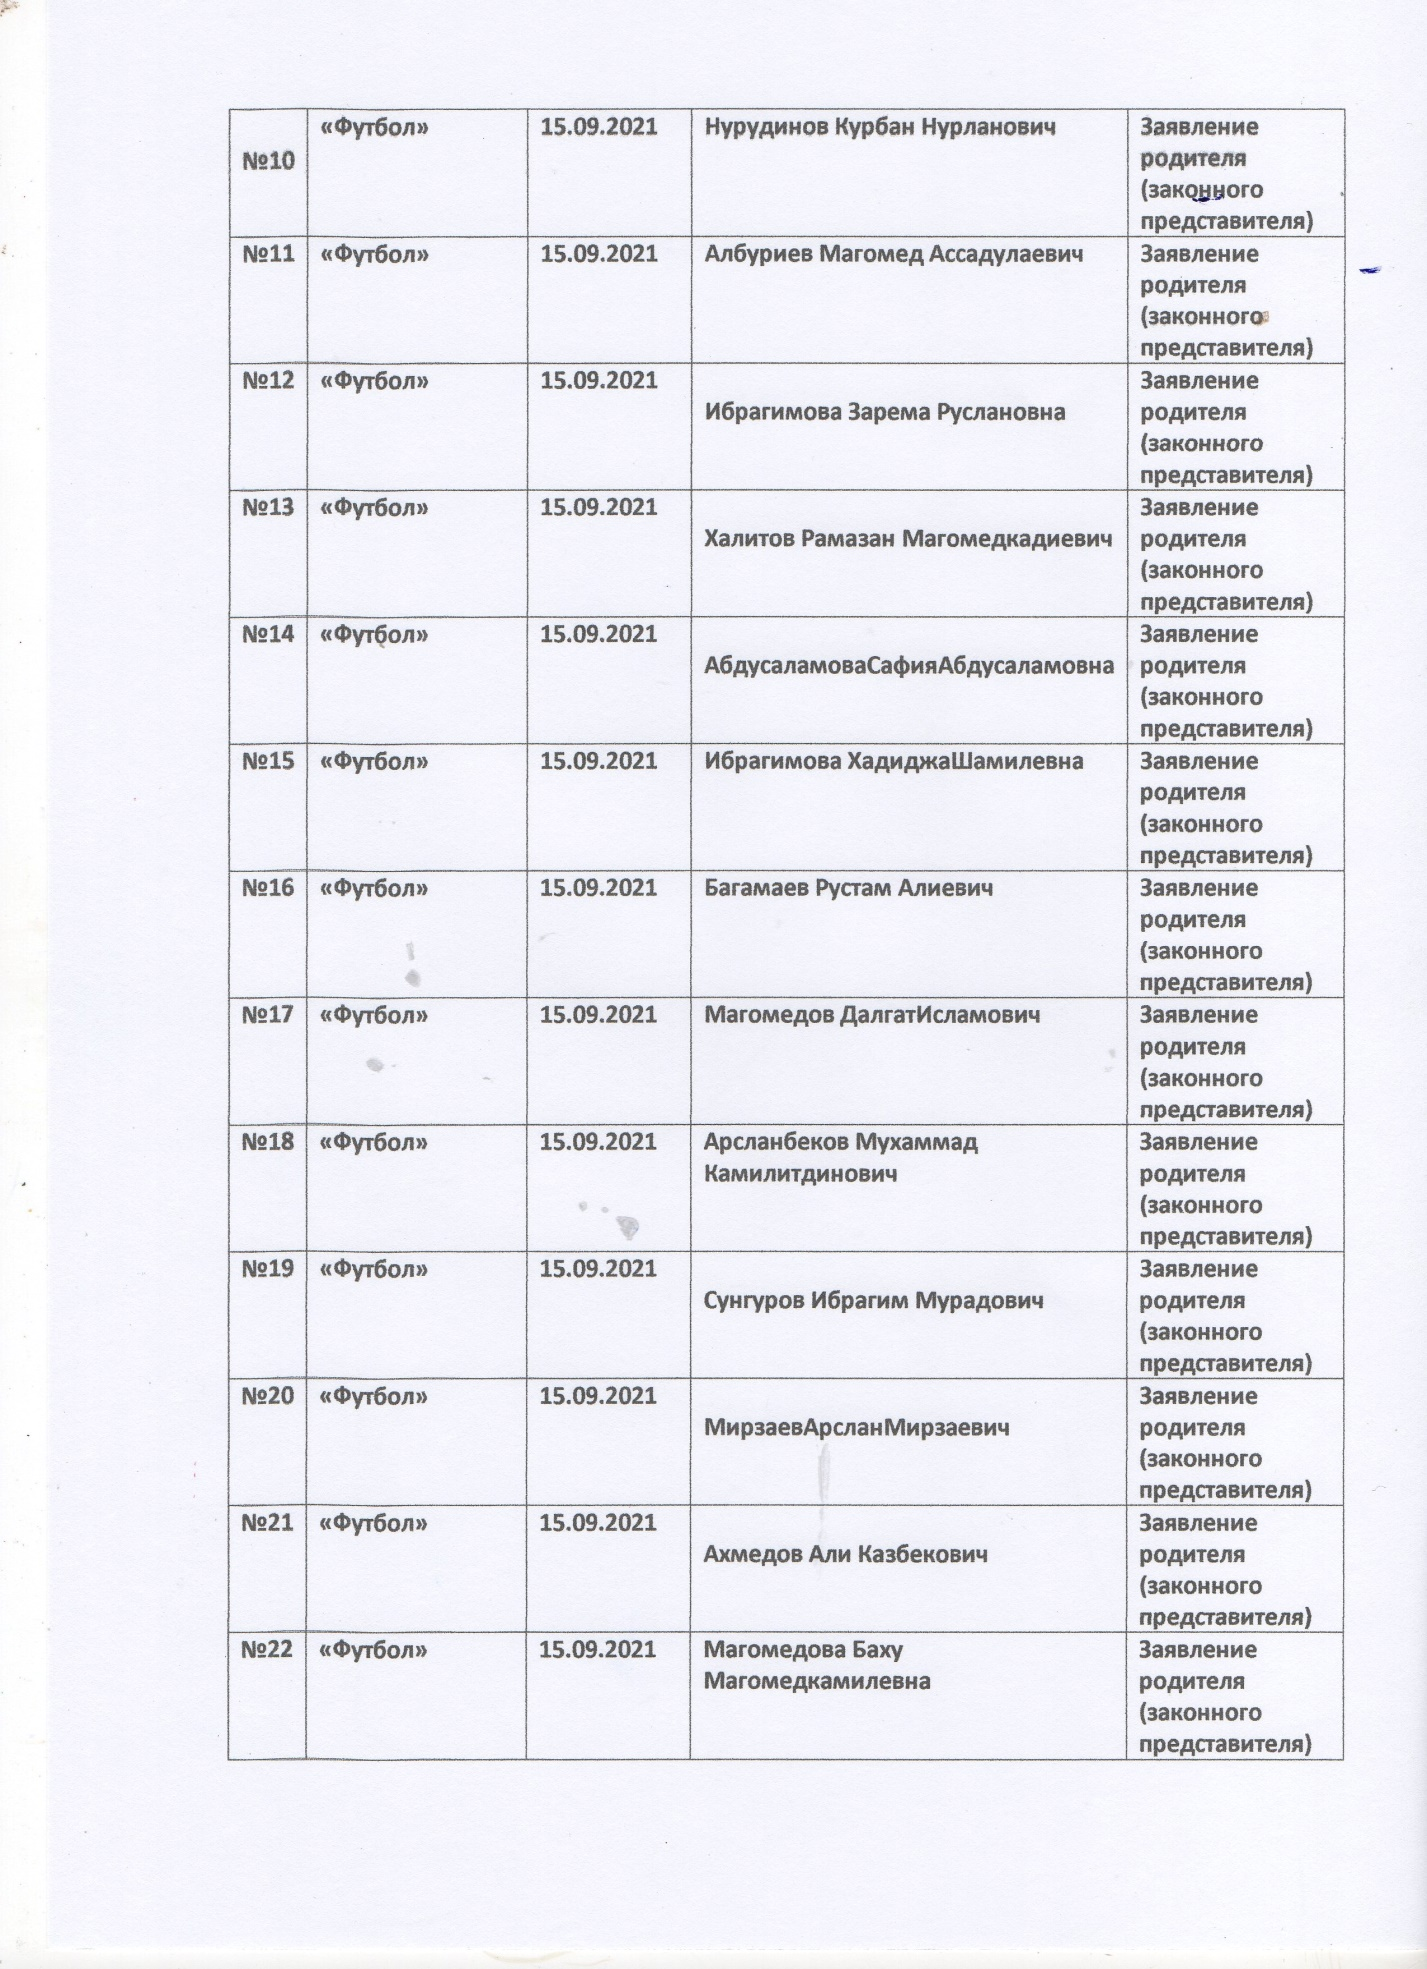 №10 «Футбол» 15.09.2021 Нурудинов Курбан Нурланович Заявление
родителя
(законного
представителя)
№11 «Футбол» 15.09.2021 Албуриев Магомед Ассадулаевич Заявление
родителя
(законного
представителя)
№12 «Футбол» 15.09.2021 Заявление
Ибрагимова Зарема Руслановна родителя
(законного
представителя)
№13 «Футбол» 15.09.2021 Заявление
Халитов Рамазан Магомедкадиевич родителя
(законного
представителя)
№14 «Футбол» 15.09.2021 Заявление
АбдусаламоваСафияАбдусаламовна родителя
(законного
представителя)
№15 «Футбол» 15.09.2021 Ибрагимова ХадиджаШамилевна Заявление
родителя
(законного
представителя)
№16 «Футбол» 15.09.2021 Багамаев Рустам Алиевич Заявление
родителя
(законного
представителя)
№17 «Футбол» 15.09.2021 Магомедов ДалгатИсламович Заявление
родителя
(законного
представителя)
№18 «Футбол» 15.09.2021 Арсланбеков Мухаммад Заявление
Камилитдинович родителя
(законного
представителя)
№19 «Футбол» 15.09.2021 Заявление
Сунгуров Ибрагим Мурадович родителя
(законного
представителя)
№20 «Футбол» 15.09.2021 Заявление
МирзаевАрсланМирзаевич родителя
(законного
представителя)
№21 «Футбол» 15.09.2021 Заявление
Ахмедов Али Казбекович родителя
(законного
представителя)
№22 «Футбол» 15.09.2021 Магомедова Баху Заявление
Магомедкамилевна родителя
(законного
представителя)